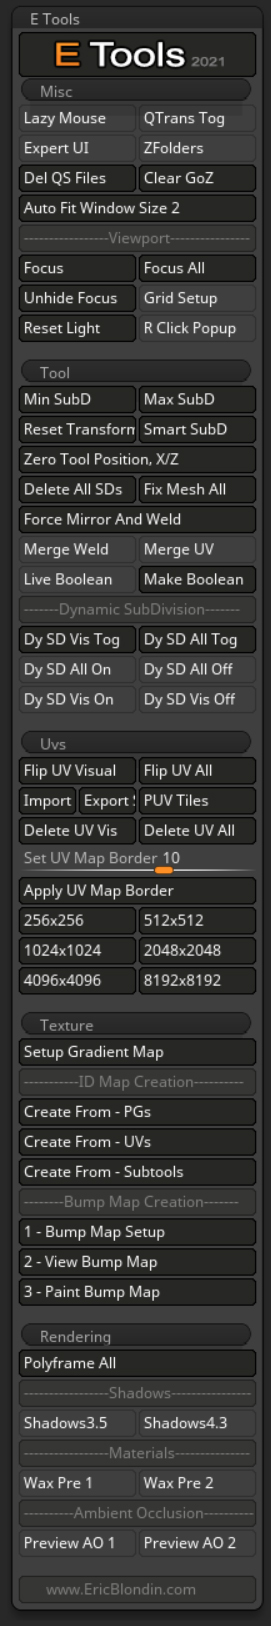 E Tools
E Tools 2021
Misc
Lazy Mouse QTrans Tog
Expert UI ZFolders
Del QS Files Clear GoZ
Auto Fit Window Size 2
-----------------Viewport----------------
Focus Focus All
Unhide Focus Grid Setup
Reset Light R Click Popup
Tool
Min SubD Max SubD
Reset Transforn Smart SubD
Zero Tool Position, X/Z
Delete All SDs Fix Mesh All
Force Mirror And Weld
Merge Weld Merge UV
Live Boolean Make Boolean
-------Dynamic SubDivision-------
Dy SD Vis Tog Dy SD All Tog
Dy SD All On Dy SD All Off
Dy SD Vis On Dy SD Vis Off
Uvs
Flip UV Visual Flip UV All
Import Export S PUV Tiles
Delete UV Vis Delete UV All
Set UV Map Border 10
Apply UV Map Border
256x256 512x512
1024x1024 2048x2048
4096x4096 8192x8192
Texture
Setup Gradient Map
-----------ID Map Creation----------
Create From - PGs
Create From - UVs
Create From - Subtools
--------Bump Map Creation-------
1 - Bump Map Setup
2 - View Bump Map
3 - Paint Bump Map
Rendering
Polyframe All
-----------------Shadows----------------
Shadows3.5 Shadows4.3
-----------------Materials----------------
Wax Pre 1 Wax Pre 2
----------Ambient Occlusion----------
Preview AO 1 Preview AO 2
www.EricBlondin.com